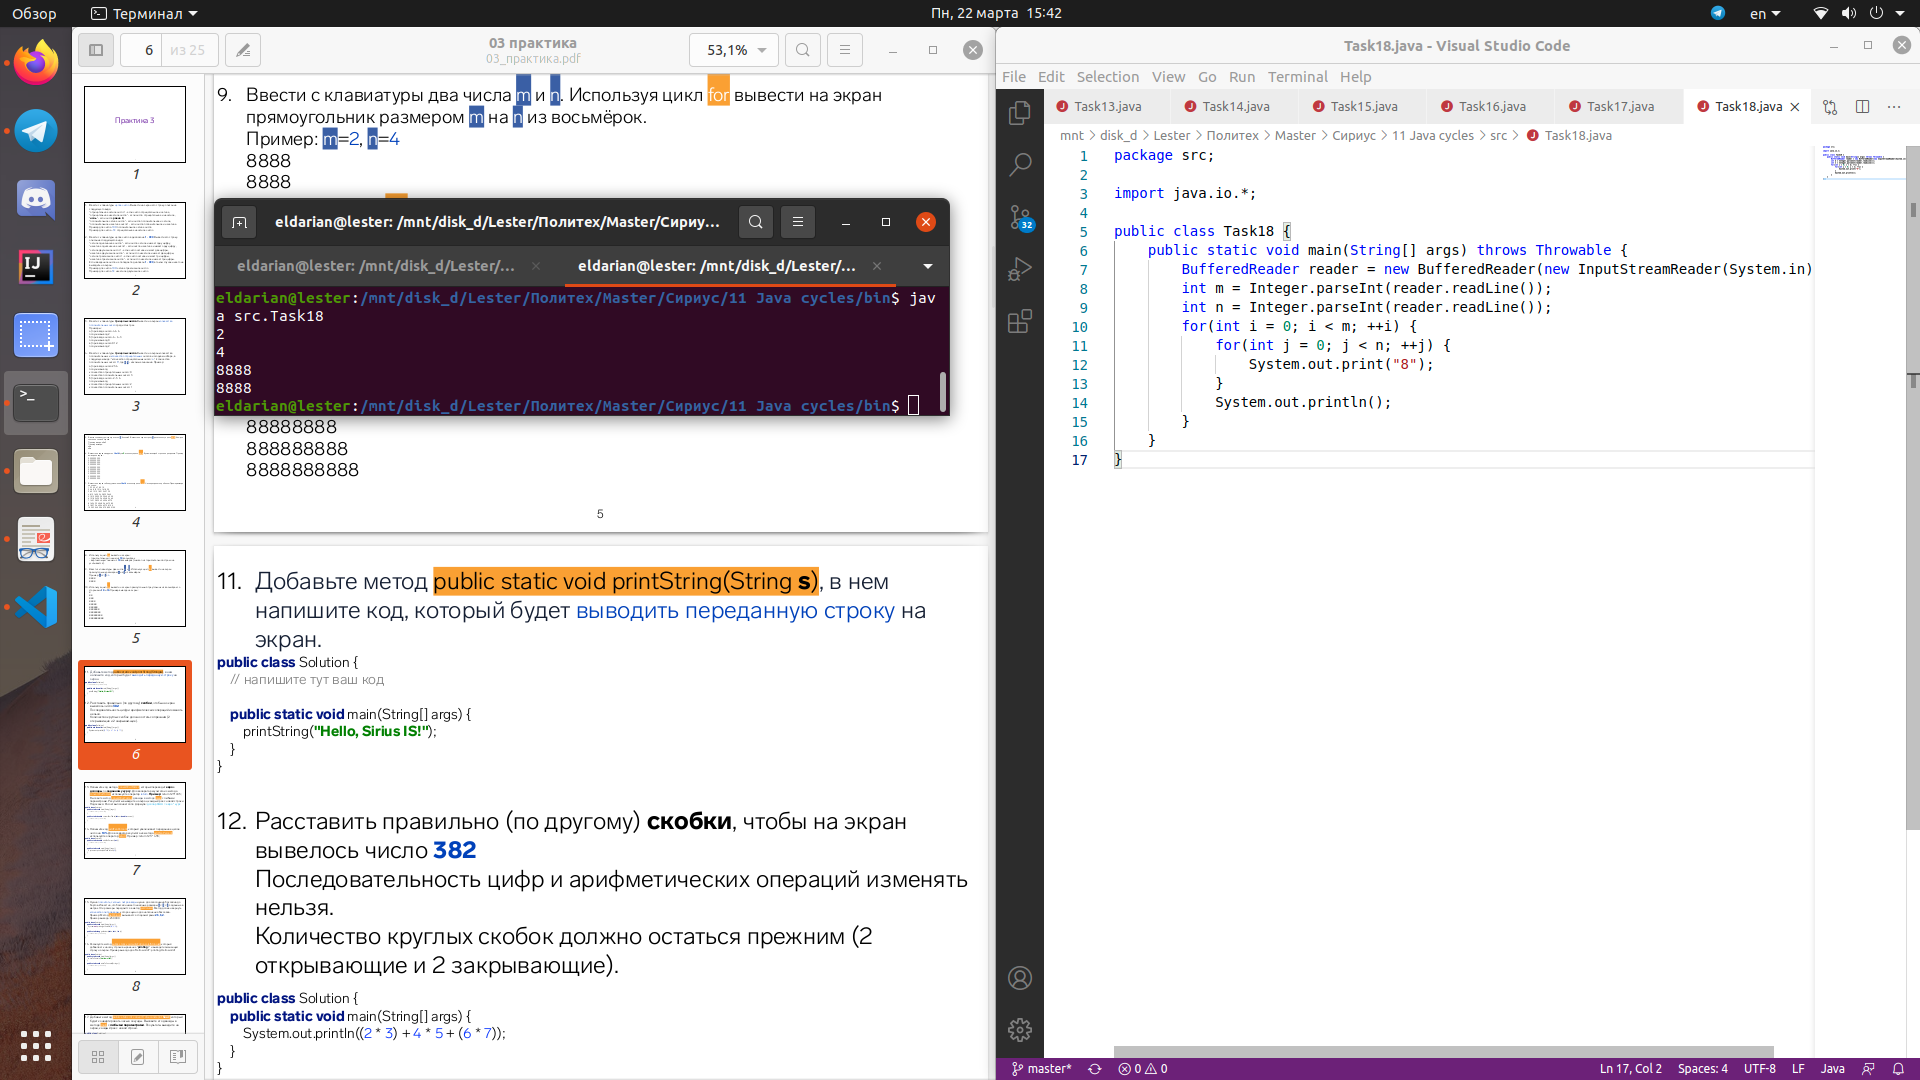 Обзор
Терминал
Пн, 22 марта 15:42
en
6
из 25
03 практика
03_практика.pdf
53,1%
Практика 3
1
2
3
4
5
6
7
8
9. Ввести с клавиатуры два числа m и n. Используя цикл for вывести на экран
прямоугольник размером m на n из восьмёрок.
Пример: m=2, n=4
8888
8888
eldarian@lester: /mnt/disk_d/Lester/Политех/Master/Сириу...
eldarian@lester: /mnt/disk_d/Lester/...
eldarian@lester: /mnt/disk_d/Lester/...
eldarian@lester:/mnt/disk_d/Lester/Политех/Master/Сириус/11 Java cycles/bin$ jav
a src.Task18
2
4
8888
8888
eldarian@lester:/mnt/disk_d/Lester/Политех/Master/Сириус/11 Java cycles/bin$
88888888
888888888
8888888888
5
11. Добавьте метод public static void printString(String s), в нем
напишите код, который будет выводить переданную строку на
экран.
public class Solution {
// напишите тут ваш код
public static void main(String[] args) {
printString("Hello, Sirius IS!");
}
}
12. Расставить правильно (по другому) скобки, чтобы на экран
вывелось число 382
Последовательность цифр и арифметических операций изменять
нельзя.
Количество круглых скобок должно остаться прежним (2
открывающие и 2 закрывающие).
public class Solution {
public static void main(String[] args) {
System.out.println((2 * 3) + 4 * 5 + (6 * 7));
}
}
Task18.java - Visual Studio Code
File Edit Selection View Go Run Terminal Help
Task13.java
Task14.java
Task15.java
Task16.java
Task17.java
Task18.java
mnt > disk_d > Lester > Политех > Master > Сириус > 11 Java cycles > src > Task18.java
32
1 package src;
2
3 import java.io.*;
4
5 public class Task18 {
6 public static void main(String[] args) throws Throwable {
7 BufferedReader reader = new BufferedReader(new InputStreamReader(System.in)
8 int m = Integer.parseInt(reader.readLine());
9 int n = Integer.parseInt(reader.readLine());
10 for(int i = 0; i < m; ++i) {
11 for(int j = 0; j < n; ++j) {
12 System.out.print("8");
13 }
14 System.out.println();
15 }
16 }
17 }
master*
0
0
Ln 17, Col 2
Spaces: 4
UTF-8
LF
Java